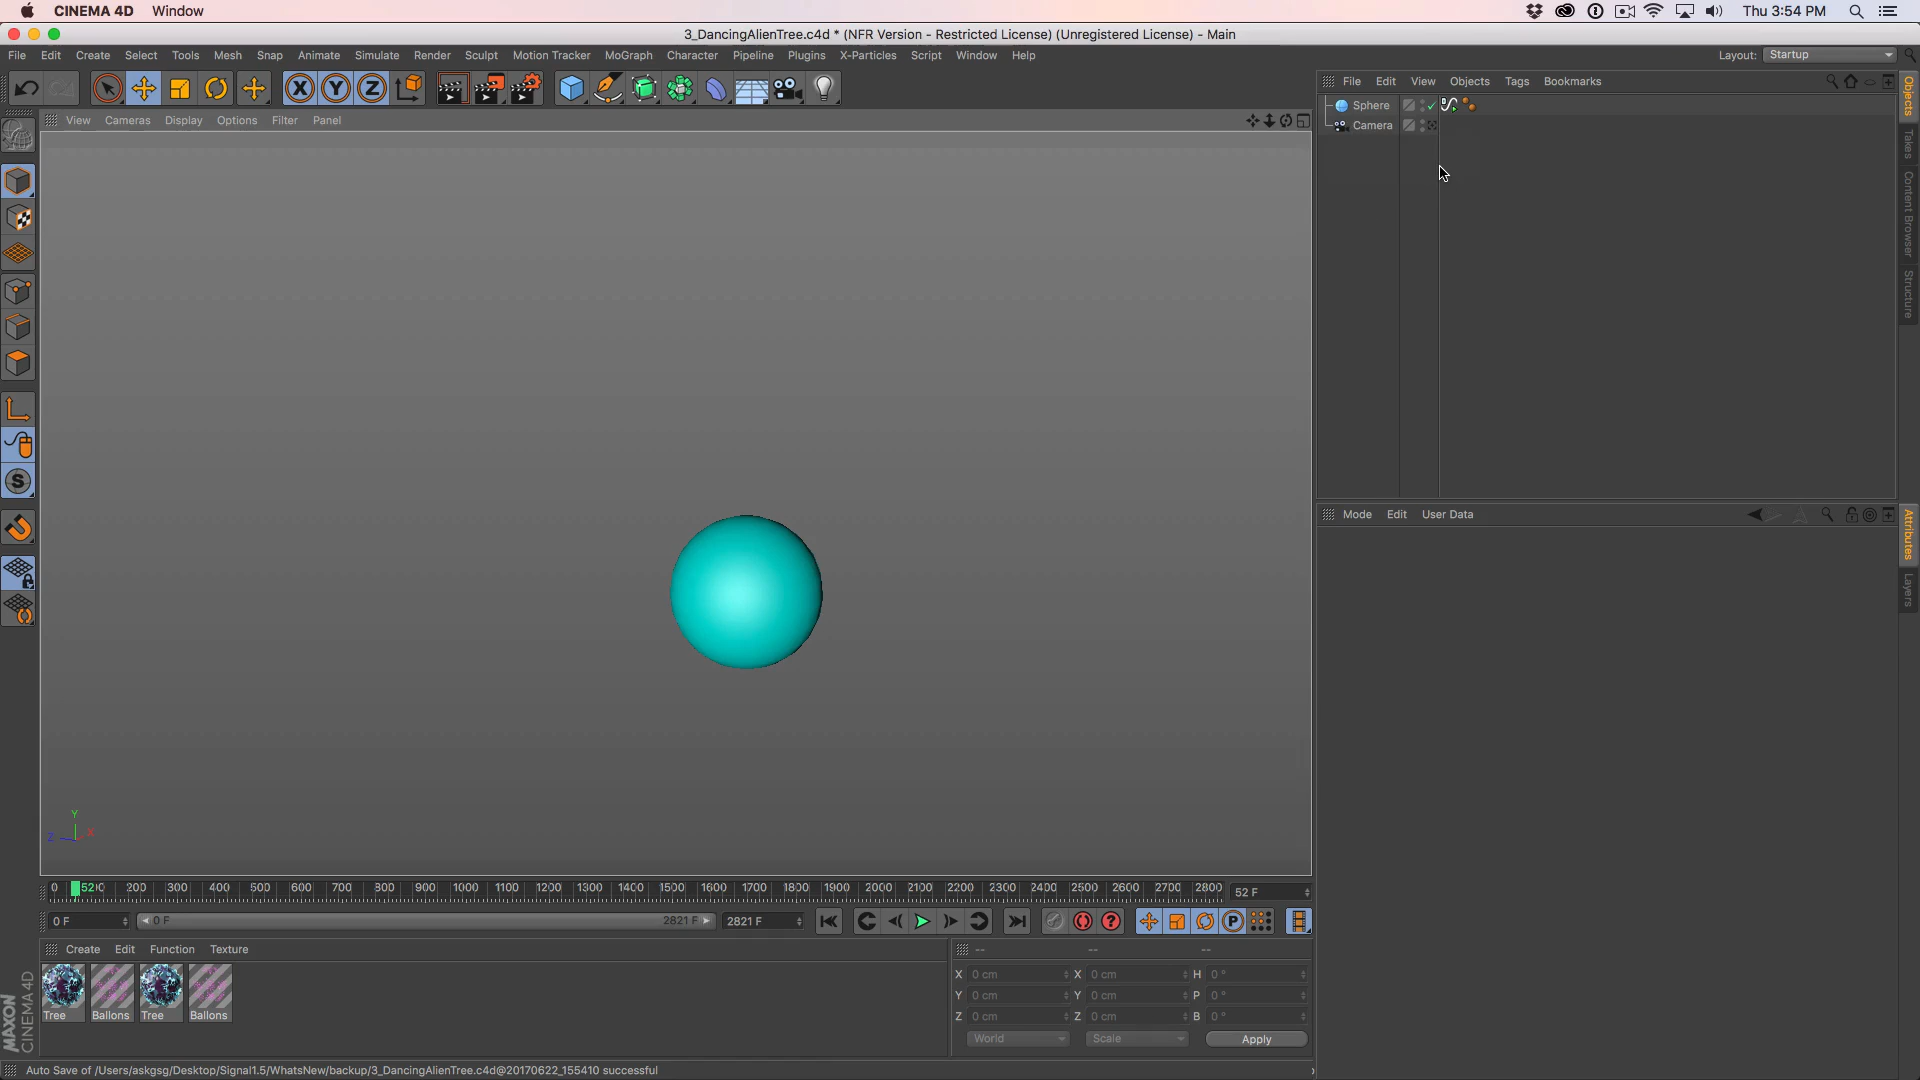 CINEMA 4D Window Thu 3:54 PM
3_DancingAlienTree.c4d * (NFR Version - Restricted License) (Unregistered License) - Main
File Edit Create Select Tools Mesh Snap Animate Simulate Render Sculpt Motion Tracker MoGraph Character Pipeline Plugins X-Particles Script Window Help Layout: Startup
X Y Z
File Edit View Objects Tags Bookmarks
Objects
Takes
Content Browser
Structure
Sphere
Camera
View Cameras Display Options Filter Panel
S
Mode Edit User Data
Attributes
Layers
Y
Z X
0 52 200 300 400 500 600 700 800 900 1000 1100 1200 1300 1400 1500 1600 1700 1800 1900 2000 2100 2200 2300 2400 2500 2600 2700 2800 52 F
0 F 0 F 2821 F 2821 F ? P
Create Edit Function Texture -- -- --
Tree Ballons Tree Ballons
X 0 cm X 0 cm H 0 °
Y 0 cm Y 0 cm P 0 °
Z 0 cm Z 0 cm B 0 °
World Scale Apply
MAXON
CINEMA 4D
Auto Save of /Users/askgsg/Desktop/Signal1.5/WhatsNew/backup/3_DancingAlienTree.c4d@20170622_155410 successful